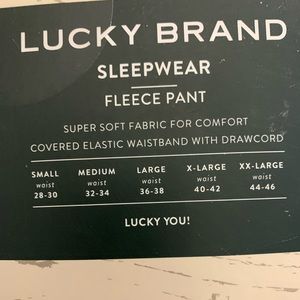 LUCKY BRAND
SLEEPWEAR
FLEECE PANT
SUPER SOFT FABRIC FOR COMFORT
COVERED ELASTIC WAISTBAND WITH DRAWCORD
SMALL MEDIUM LARGE X-LARGE XX-LARGE
waist waist waist waist waist
28-30 32-34 36-38 40-42 44-46
LUCKY YOU!